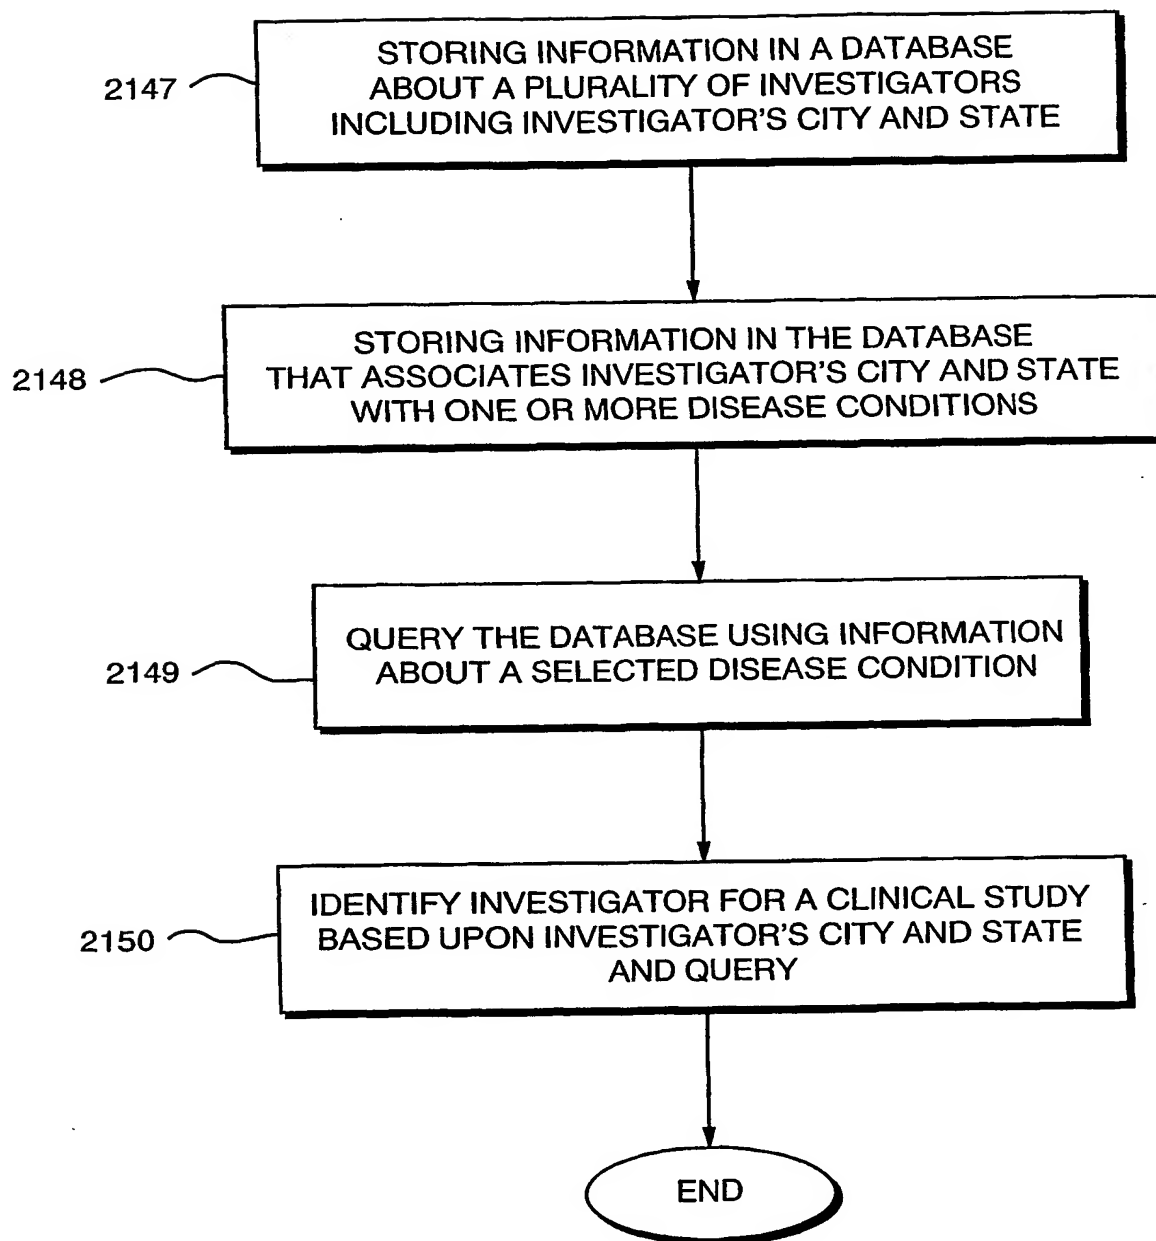 2147
STORING INFORMATION IN A DATABASE
ABOUT A PLURALITY OF INVESTIGATORS
INCLUDING INVESTIGATOR'S CITY AND STATE
2148
STORING INFORMATION IN THE DATABASE
THAT ASSOCIATES INVESTIGATOR'S CITY AND STATE
WITH ONE OR MORE DISEASE CONDITIONS
2149
QUERY THE DATABASE USING INFORMATION
ABOUT A SELECTED DISEASE CONDITION
2150
IDENTIFY INVESTIGATOR FOR A CLINICAL STUDY
BASED UPON INVESTIGATOR'S CITY AND STATE
AND QUERY
END